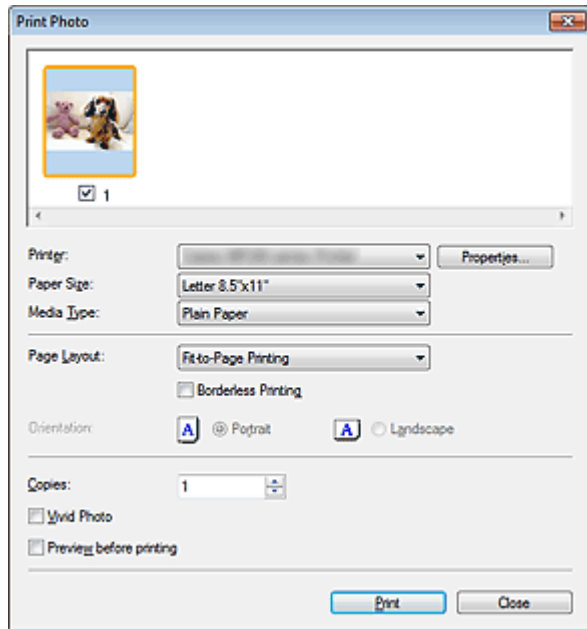 Print Photo
1
Printer: Properties...
Paper Size: Letter 8.5"x11"
Media Type: Plain Paper
Page Layout: Fit-to-Page Printing
Borderless Printing
Orientation: A Portrait A Landscape
Copies: 1
Vivid Photo
Preview before printing
Print Close